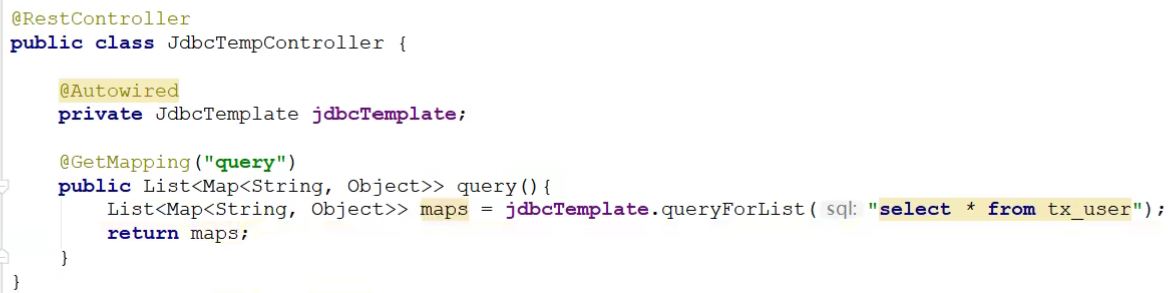 @RestController
public class JdbcTempController {
@Autowired
private JdbcTemplate jdbcTemplate;
@GetMapping("query")
public List<Map<String, Object>> query(){
List<Map<String, Object>> maps = jdbcTemplate.queryForList( sql: "select * from tx_user");
return maps;
}
}